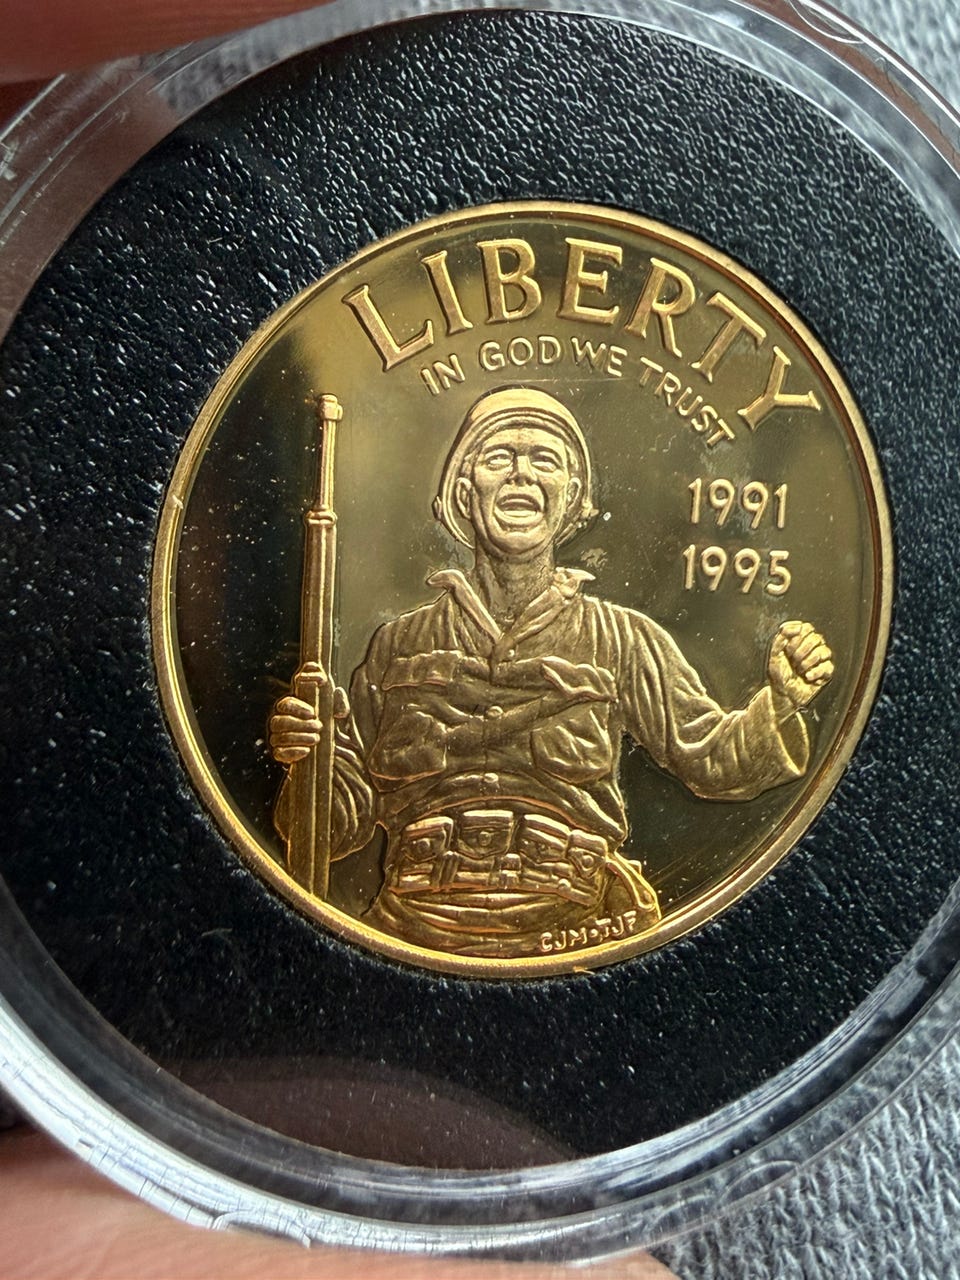 LIBERTY
IN GOD WE TRUST
1991
1995
CJM•TJF